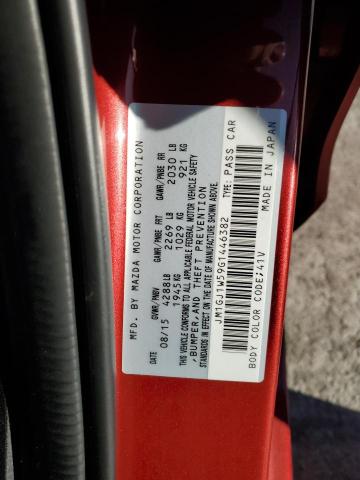 MFD. BY MAZDA MOTOR CORPORATION
DATE GVWR/PNBV GAWR/PNBE FRT GAWR/PNBE RR
08/15 4288LB 2269 LB 2030 LB
1945KG 1029 KG 921 KG
THIS VEHICLE CONFORMS TO ALL APPLICABLE FEDERAL MOTOR VEHICLE SAFETY
,BUMPER,AND THEFT PREVENTION
STANDARDS IN EFFECT ON THE DATE OF MANUFACTURE SHOWN ABOVE.
JM1GJ1W59G1446382 TYPE: PASS CAR
BODY COLOR CODE:41V MADE IN JAPAN